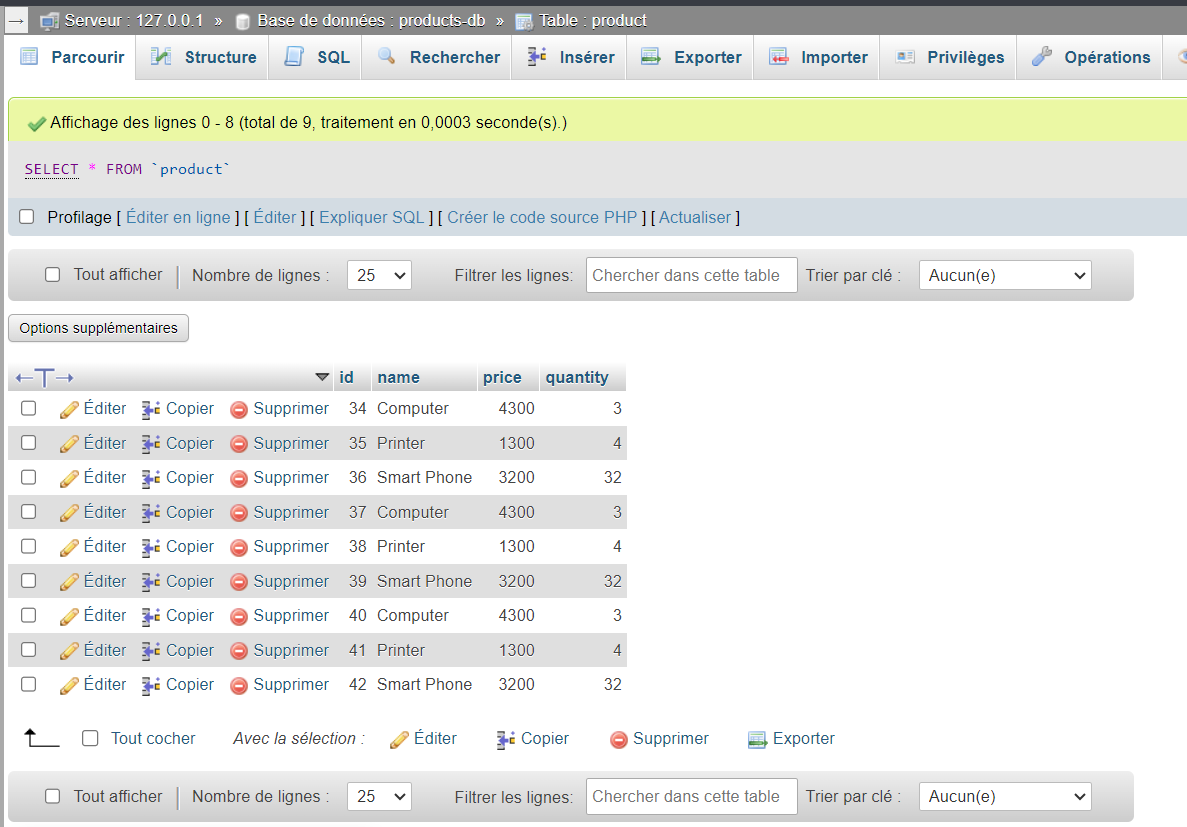 Serveur : 127.0.0.1 » Base de données : products-db » Table : product
Parcourir Structure SQL Rechercher Insérer Exporter Importer Privilèges Opérations
Affichage des lignes 0 - 8 (total de 9, traitement en 0,0003 seconde(s).)
SELECT * FROM `product`
Profilage [ Éditer en ligne ] [ Éditer ] [ Expliquer SQL ] [ Créer le code source PHP ] [ Actualiser ]
Tout afficher | Nombre de lignes : 25 Filtrer les lignes: Chercher dans cette table Trier par clé : Aucun(e)
Options supplémentaires
id name price quantity
Éditer Copier Supprimer 34 Computer 4300 3
Éditer Copier Supprimer 35 Printer 1300 4
Éditer Copier Supprimer 36 Smart Phone 3200 32
Éditer Copier Supprimer 37 Computer 4300 3
Éditer Copier Supprimer 38 Printer 1300 4
Éditer Copier Supprimer 39 Smart Phone 3200 32
Éditer Copier Supprimer 40 Computer 4300 3
Éditer Copier Supprimer 41 Printer 1300 4
Éditer Copier Supprimer 42 Smart Phone 3200 32
Tout cocher Avec la sélection : Éditer Copier Supprimer Exporter
Tout afficher | Nombre de lignes : 25 Filtrer les lignes: Chercher dans cette table Trier par clé : Aucun(e)